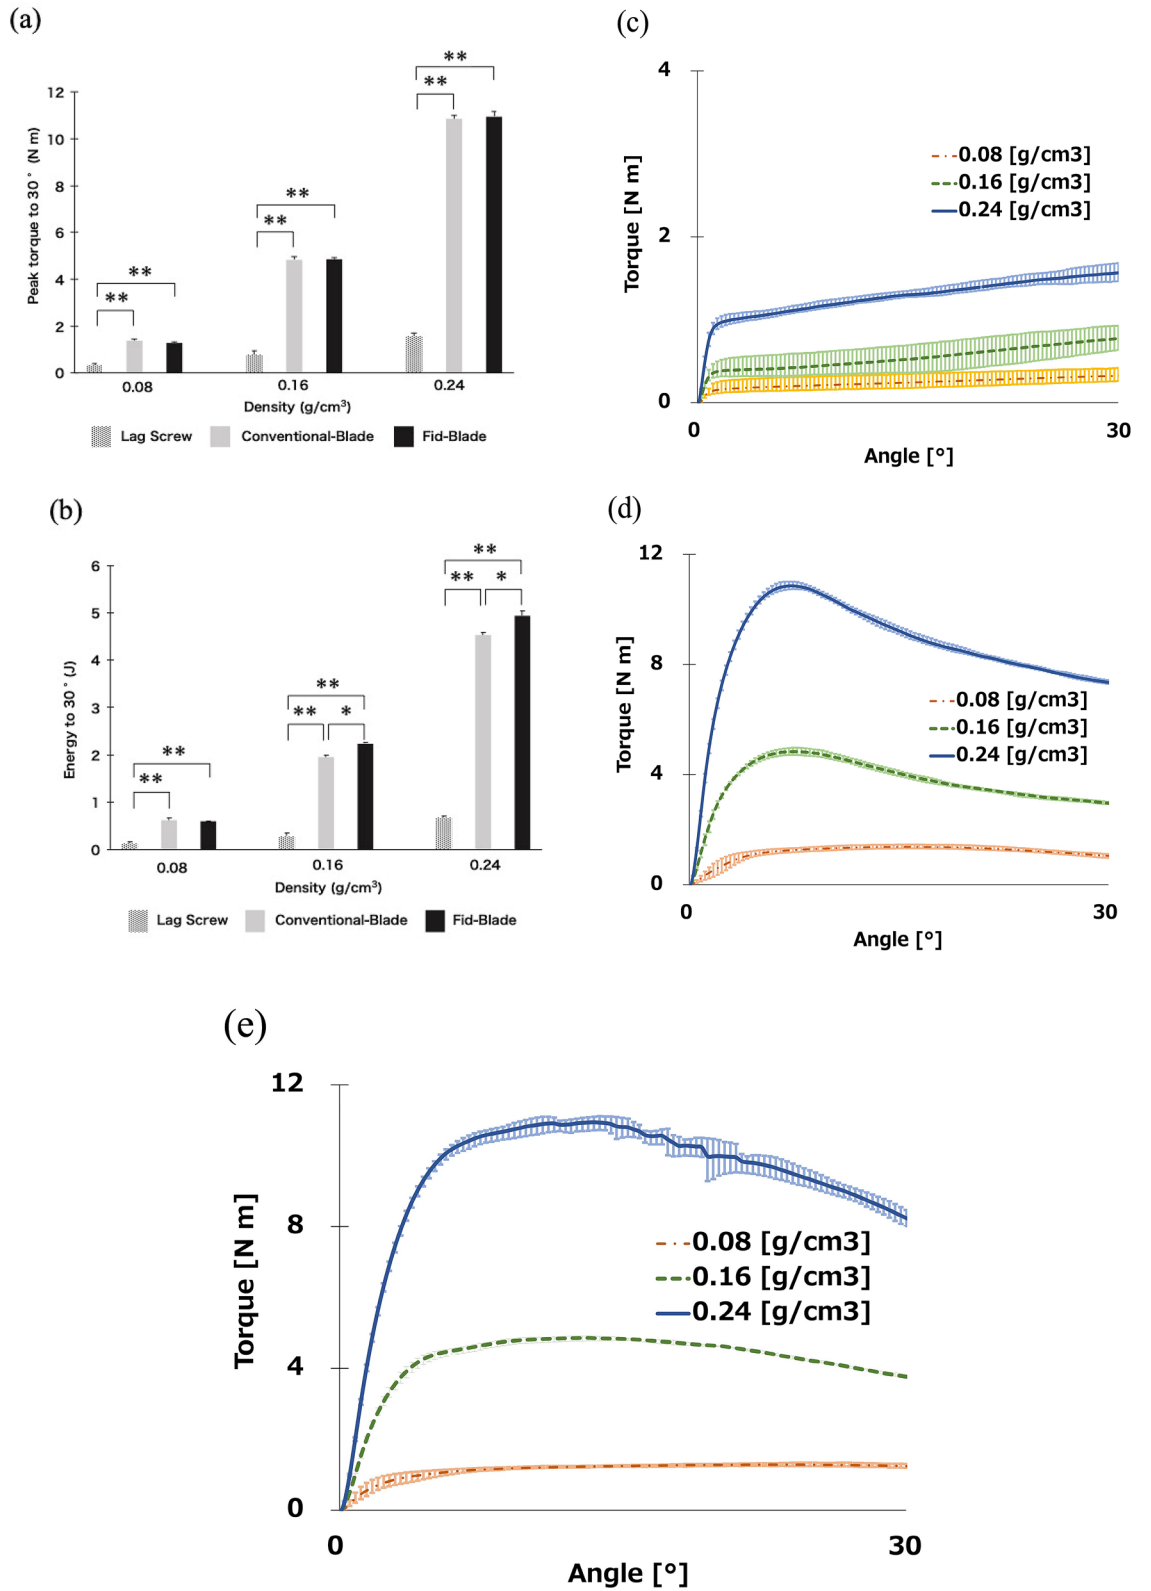 (a)
**
**
**
**
**
**
12
10
8
6
4
2
0
Peak torque to 30° (N m)
0.08
0.16
0.24
Density (g/cm³)
Lag Screw
Conventional-Blade
Fid-Blade
(c)
4
2
0
Torque [N m]
0.08 [g/cm3]
0.16 [g/cm3]
0.24 [g/cm3]
0
30
Angle [°]
(b)
**
** *
**
** *
**
**
6
5
4
3
2
1
0
Energy to 30° (J)
0.08
0.16
0.24
Density (g/cm³)
Lag Screw
Conventional-Blade
Fid-Blade
(d)
12
8
4
0
Torque [N m]
0.08 [g/cm3]
0.16 [g/cm3]
0.24 [g/cm3]
0
30
Angle [°]
(e)
12
8
4
0
Torque [N m]
0.08 [g/cm3]
0.16 [g/cm3]
0.24 [g/cm3]
0
30
Angle [°]